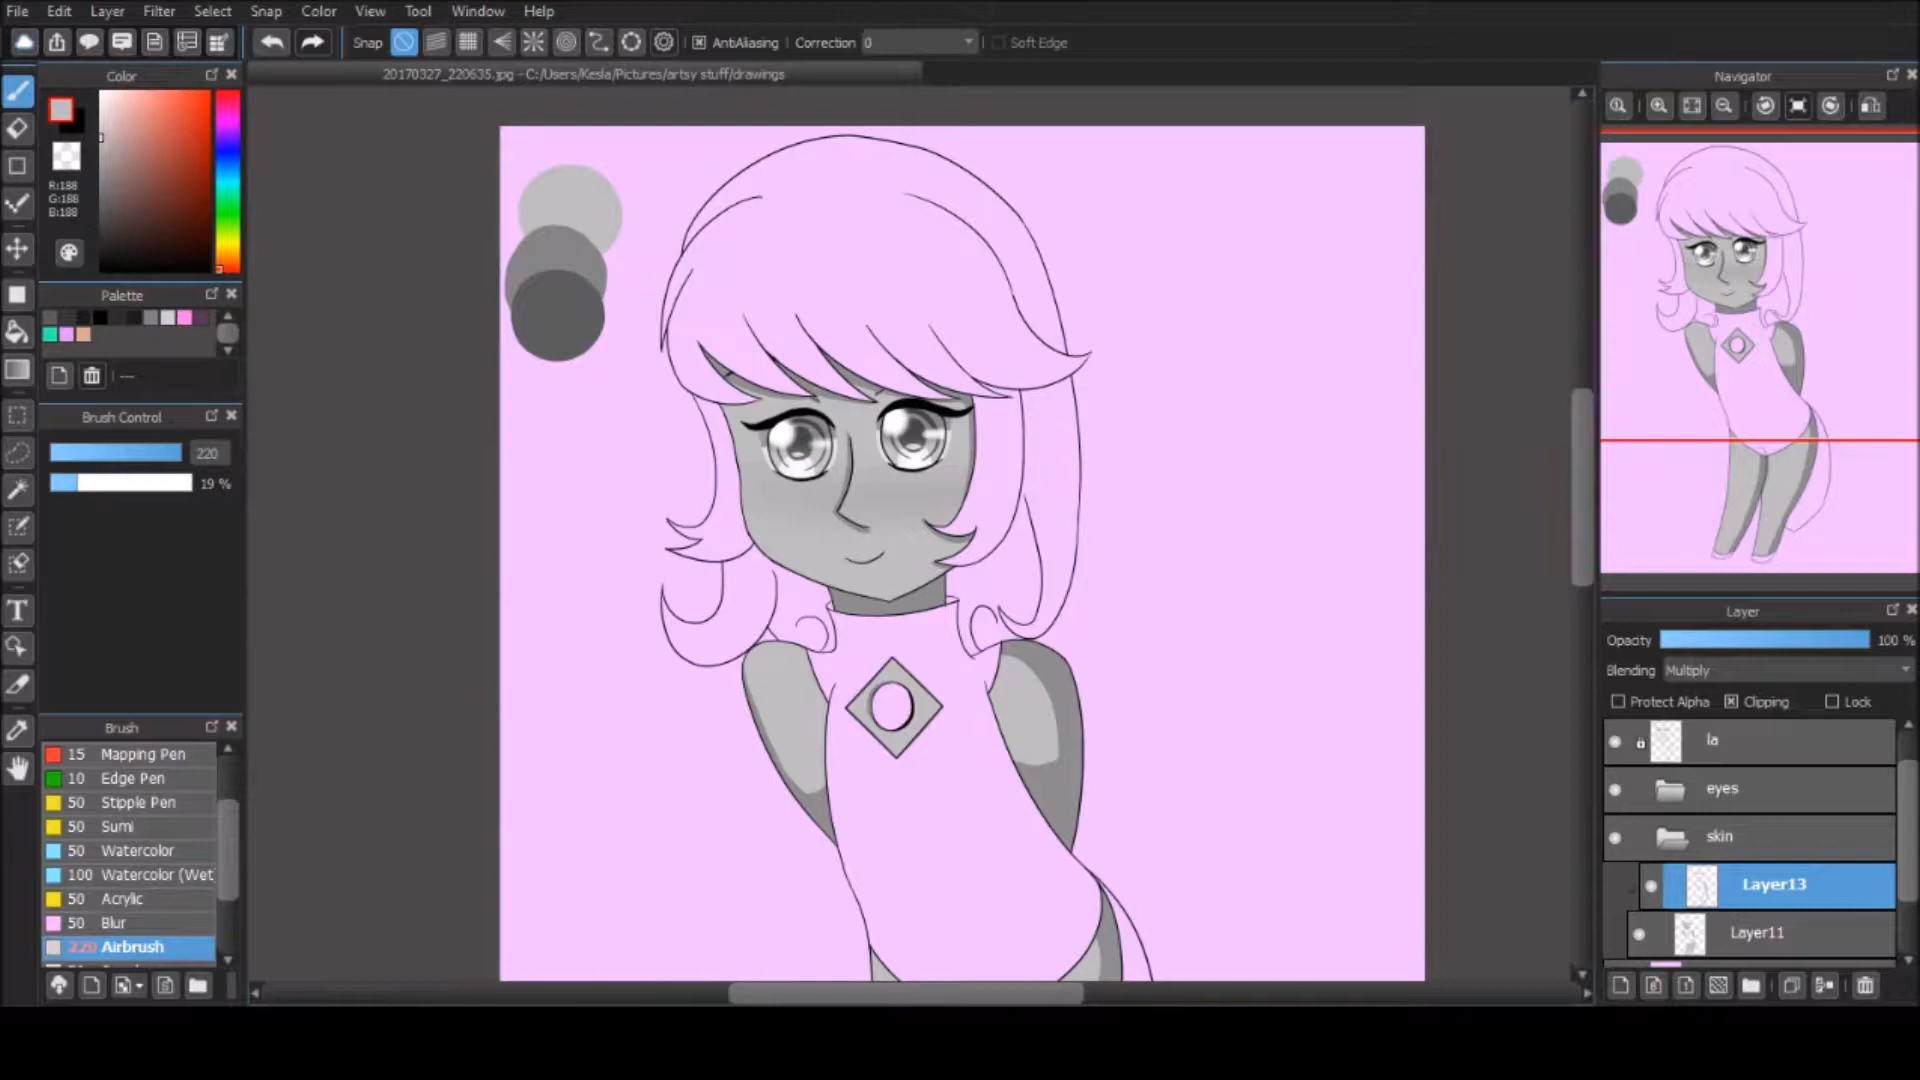 File Edit Layer Filter Select Snap Color View Tool Window Help
Snap AntiAliasing Correction 0 Soft Edge
Color
20170327_220635.jpg - C:/Users/Kesla/Pictures/artsy stuff/drawings
Navigator
R:188
G:188
B:188
Palette
---
Brush Control
220
19 %
Brush
15 Mapping Pen
10 Edge Pen
50 Stipple Pen
50 Sumi
50 Watercolor
100 Watercolor (Wet
50 Acrylic
50 Blur
220 Airbrush
T
Layer
Opacity 100 %
Blending Multiply
Protect Alpha Clipping Lock
la
eyes
skin
Layer13
Layer11